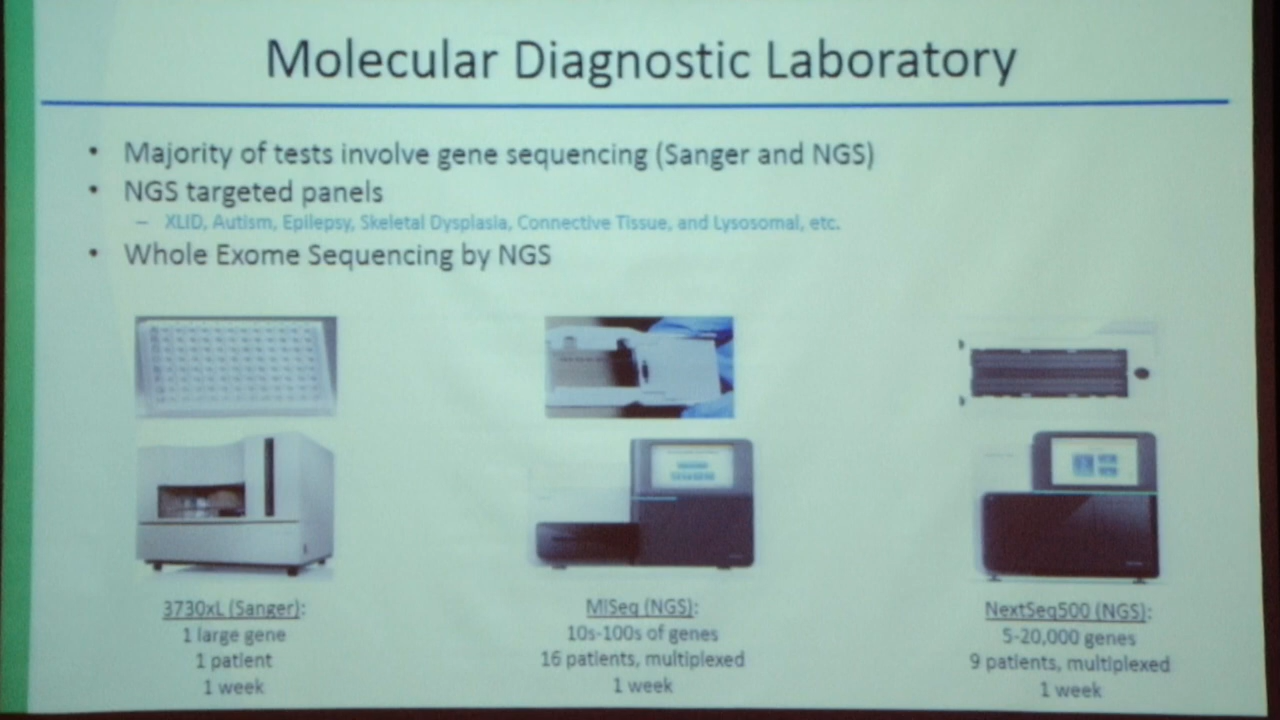 Molecular Diagnostic Laboratory
• Majority of tests involve gene sequencing (Sanger and NGS)
• NGS targeted panels
– XLID, Autism, Epilepsy, Skeletal Dysplasia, Connective Tissue, and Lysosomal, etc.
• Whole Exome Sequencing by NGS
3730xL (Sanger):
1 large gene
1 patient
1 week
MiSeq (NGS):
10s-100s of genes
16 patients, multiplexed
1 week
NextSeq500 (NGS):
5-20,000 genes
9 patients, multiplexed
1 week